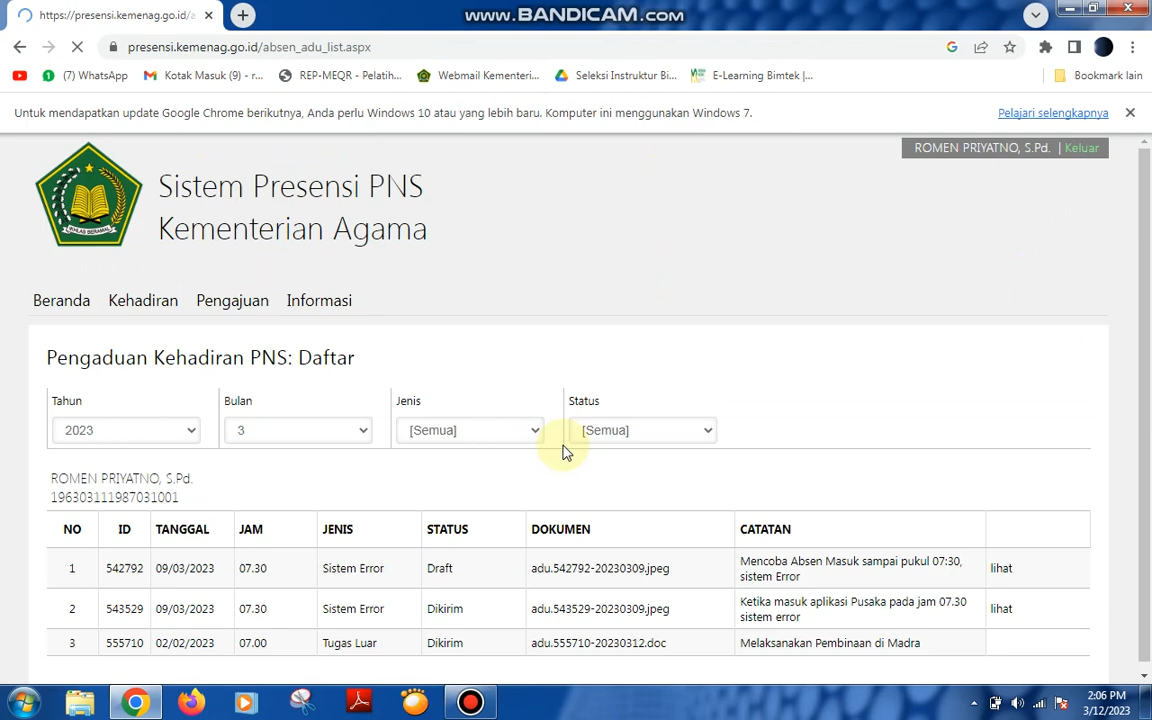 www.BANDICAM.com
https://presensi.kemenag.go.id/a
presensi.kemenag.go.id/absen_adu_list.aspx
(7) WhatsApp
Kotak Masuk (9) - r...
REP-MEQR - Pelatih...
Webmail Kementeri...
Seleksi Instruktur Bi...
E-Learning Bimtek |...
Bookmark lain
Untuk mendapatkan update Google Chrome berikutnya, Anda perlu Windows 10 atau yang lebih baru. Komputer ini menggunakan Windows 7.
Pelajari selengkapnya
ROMEN PRIYATNO, S.Pd. | Keluar
IKHLAS BERAMAL
Sistem Presensi PNS
Kementerian Agama
Beranda Kehadiran Pengajuan Informasi
Pengaduan Kehadiran PNS: Daftar
Tahun Bulan Jenis Status
2023 3 [Semua] [Semua]
ROMEN PRIYATNO, S.Pd.
196303111987031001
NO ID TANGGAL JAM JENIS STATUS DOKUMEN CATATAN
1 542792 09/03/2023 07.30 Sistem Error Draft adu.542792-20230309.jpeg Mencoba Absen Masuk sampai pukul 07:30, lihat
sistem Error
2 543529 09/03/2023 07.30 Sistem Error Dikirim adu.543529-20230309.jpeg Ketika masuk aplikasi Pusaka pada jam 07.30 lihat
sistem error
3 555710 02/02/2023 07.00 Tugas Luar Dikirim adu.555710-20230312.doc Melaksanakan Pembinaan di Madra
2:06 PM
3/12/2023